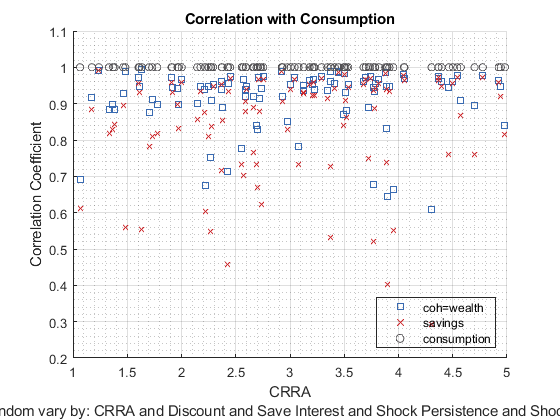 Correlation with Consumption
1.1
1
0.9
0.8
0.7
0.6
0.5
0.4
0.3
0.2
Correlation Coefficient
coh=wealth
savings
consumption
1 1.5 2 2.5 3 3.5 4 4.5 5
CRRA
ndom vary by: CRRA and Discount and Save Interest and Shock Persistence and Shoc